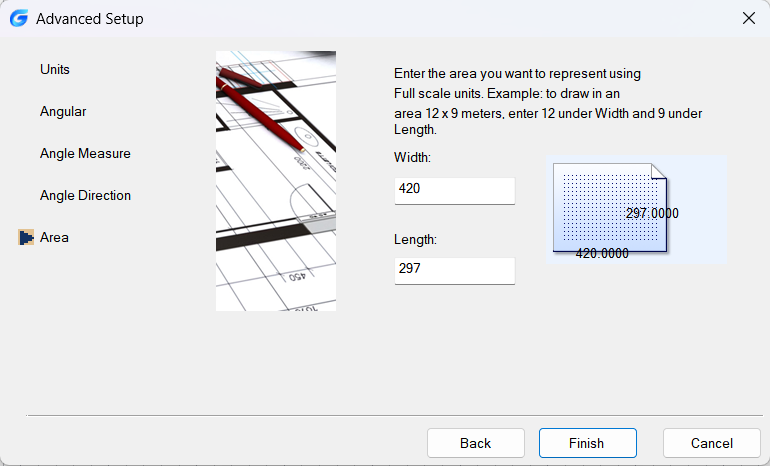 Advanced Setup
Units
Angular
Angle Measure
Angle Direction
Area
Enter the area you want to represent using
Full scale units. Example: to draw in an
area 12 x 9 meters, enter 12 under Width and 9 under
Length.
Width:
420
297.0000
420.0000
Length:
297
450
Back
Finish
Cancel